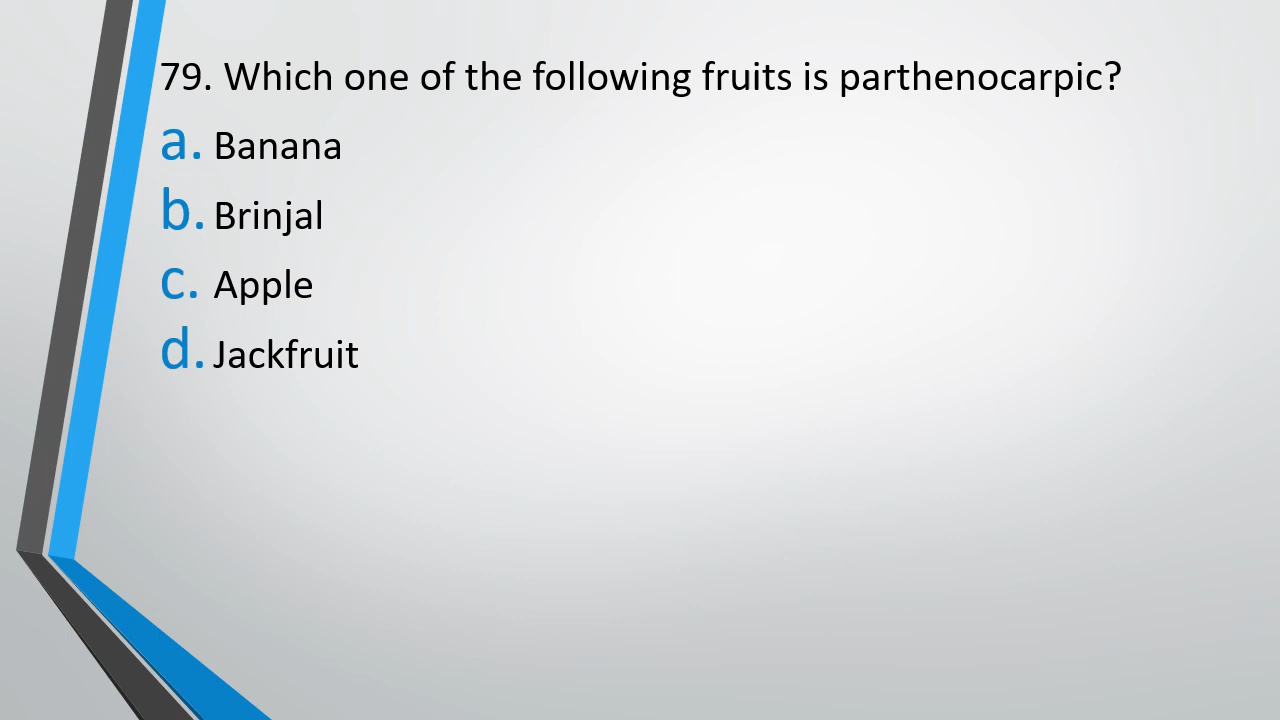 79. Which one of the following fruits is parthenocarpic?
a. Banana
b. Brinjal
c. Apple
d. Jackfruit